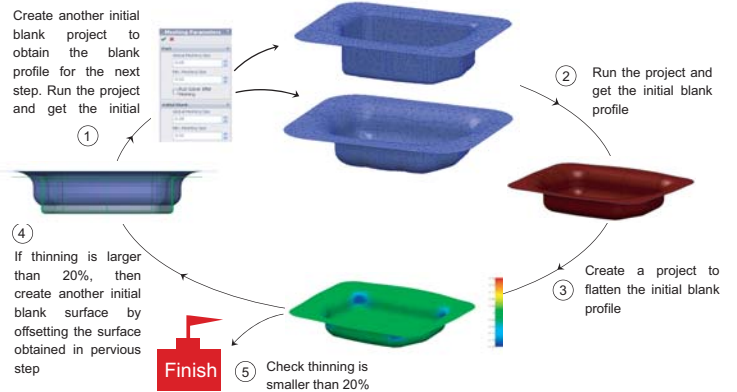 Create another initial
blank project to
obtain the blank
profile for the next
step. Run the project
and get the initial
1
Meshing Parameters
2
Run the project and
get the initial blank
profile
4
If thinning is larger
than 20%, then
create another initial
blank surface by
offsetting the surface
obtained in pervious
step
3
Create a project to
flatten the initial blank
profile
Finish
5
Check thinning is
smaller than 20%